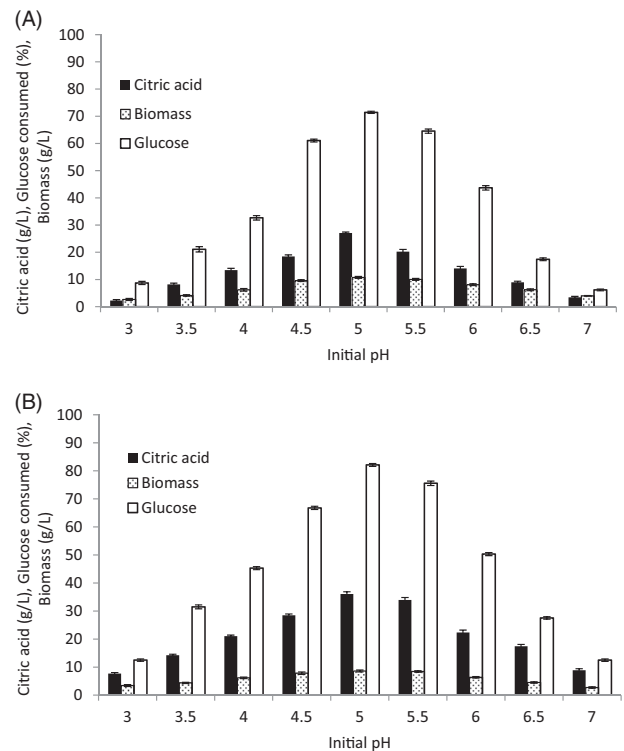 (A)
Citric acid (g/L), Glucose consumed (%),
Biomass (g/L)
100
90
80
70
60
50
40
30
20
10
0
Citric acid
Biomass
Glucose
3 3.5 4 4.5 5 5.5 6 6.5 7
Initial pH
(B)
Citric acid (g/L), Glucose consumed (%),
Biomass (g/L)
100
90
80
70
60
50
40
30
20
10
0
Citric acid
Biomass
Glucose
3 3.5 4 4.5 5 5.5 6 6.5 7
Initial pH